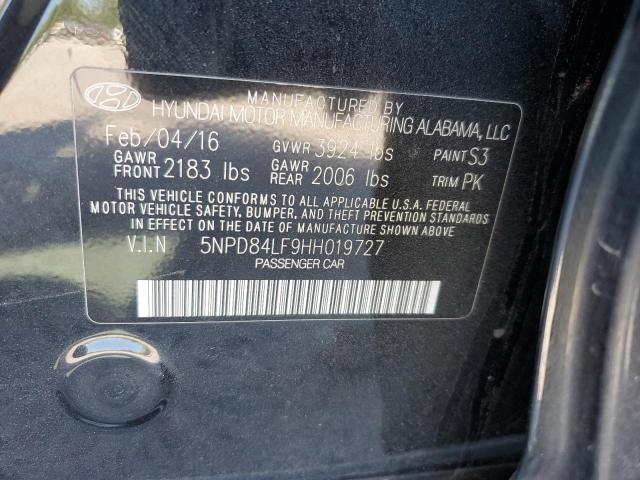 MANUFACTURED BY
HYUNDAI MOTOR MANUFACTURING ALABAMA, LLC
Feb/04/16 GVWR 3924 lbs PAINT S3
GAWR FRONT 2183 lbs GAWR REAR 2006 lbs TRIM PK
THIS VEHICLE CONFORMS TO ALL APPLICABLE U.S.A. FEDERAL
MOTOR VEHICLE SAFETY, BUMPER, AND THEFT PREVENTION STANDARDS
IN EFFECT ON THE DATE OF MANUFACTURE SHOWN ABOVE.
V.I.N 5NPD84LF9HH019727
PASSENGER CAR